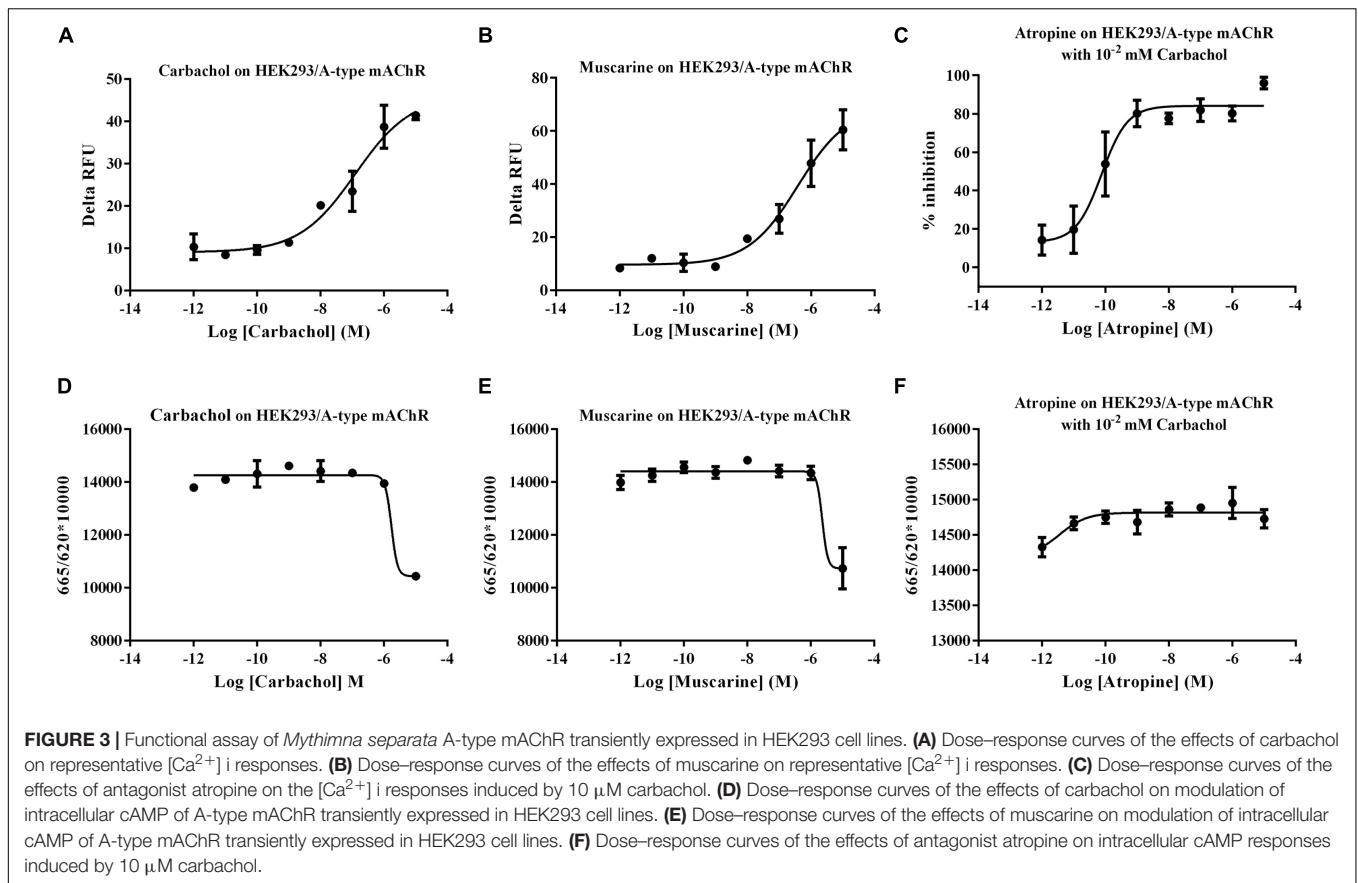 A
Carbachol on HEK293/A-type mAChR
50
40
30
20
10
0
Delta RFU
-14 -12 -10 -8 -6 -4
Log [Carbachol] (M)
B
Muscarine on HEK293/A-type mAChR
80
60
40
20
0
Delta RFU
-14 -12 -10 -8 -6 -4
Log [Muscarine] (M)
C
Atropine on HEK293/A-type mAChR
with 10⁻² mM Carbachol
100
80
60
40
20
0
% inhibition
-14 -12 -10 -8 -6 -4
Log [Atropine] (M)
D
Carbachol on HEK293/A-type mAChR
16000
14000
12000
10000
8000
665/620*10000
-14 -12 -10 -8 -6 -4
Log [Carbachol] M
E
Muscarine on HEK293/A-type mAChR
16000
14000
12000
10000
8000
665/620*10000
-14 -12 -10 -8 -6 -4
Log [Muscarine] (M)
F
Atropine on HEK293/A-type mAChR
with 10⁻² mM Carbachol
16000
15500
15000
14500
14000
13500
13000
665/620*10000
-14 -12 -10 -8 -6 -4
Log [Atropine] (M)
FIGURE 3 | Functional assay of Mythimna separata A-type mAChR transiently expressed in HEK293 cell lines. (A) Dose–response curves of the effects of carbachol
on representative [Ca²⁺] i responses. (B) Dose–response curves of the effects of muscarine on representative [Ca²⁺] i responses. (C) Dose–response curves of the
effects of antagonist atropine on the [Ca²⁺] i responses induced by 10 μM carbachol. (D) Dose–response curves of the effects of carbachol on modulation of
intracellular cAMP of A-type mAChR transiently expressed in HEK293 cell lines. (E) Dose–response curves of the effects of muscarine on modulation of intracellular
cAMP of A-type mAChR transiently expressed in HEK293 cell lines. (F) Dose–response curves of the effects of antagonist atropine on intracellular cAMP responses
induced by 10 μM carbachol.